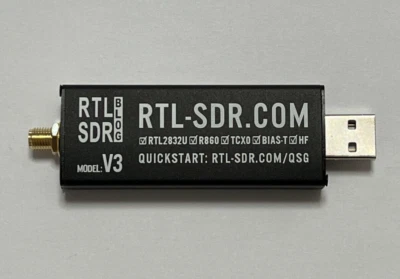 RTL
SDR
BLOG
MODEL: V3
RTL-SDR.COM
☑RTL2832U ☑R860 ☑TCXO ☑BIAS-T ☑HF
QUICKSTART: RTL-SDR.COM/QSG